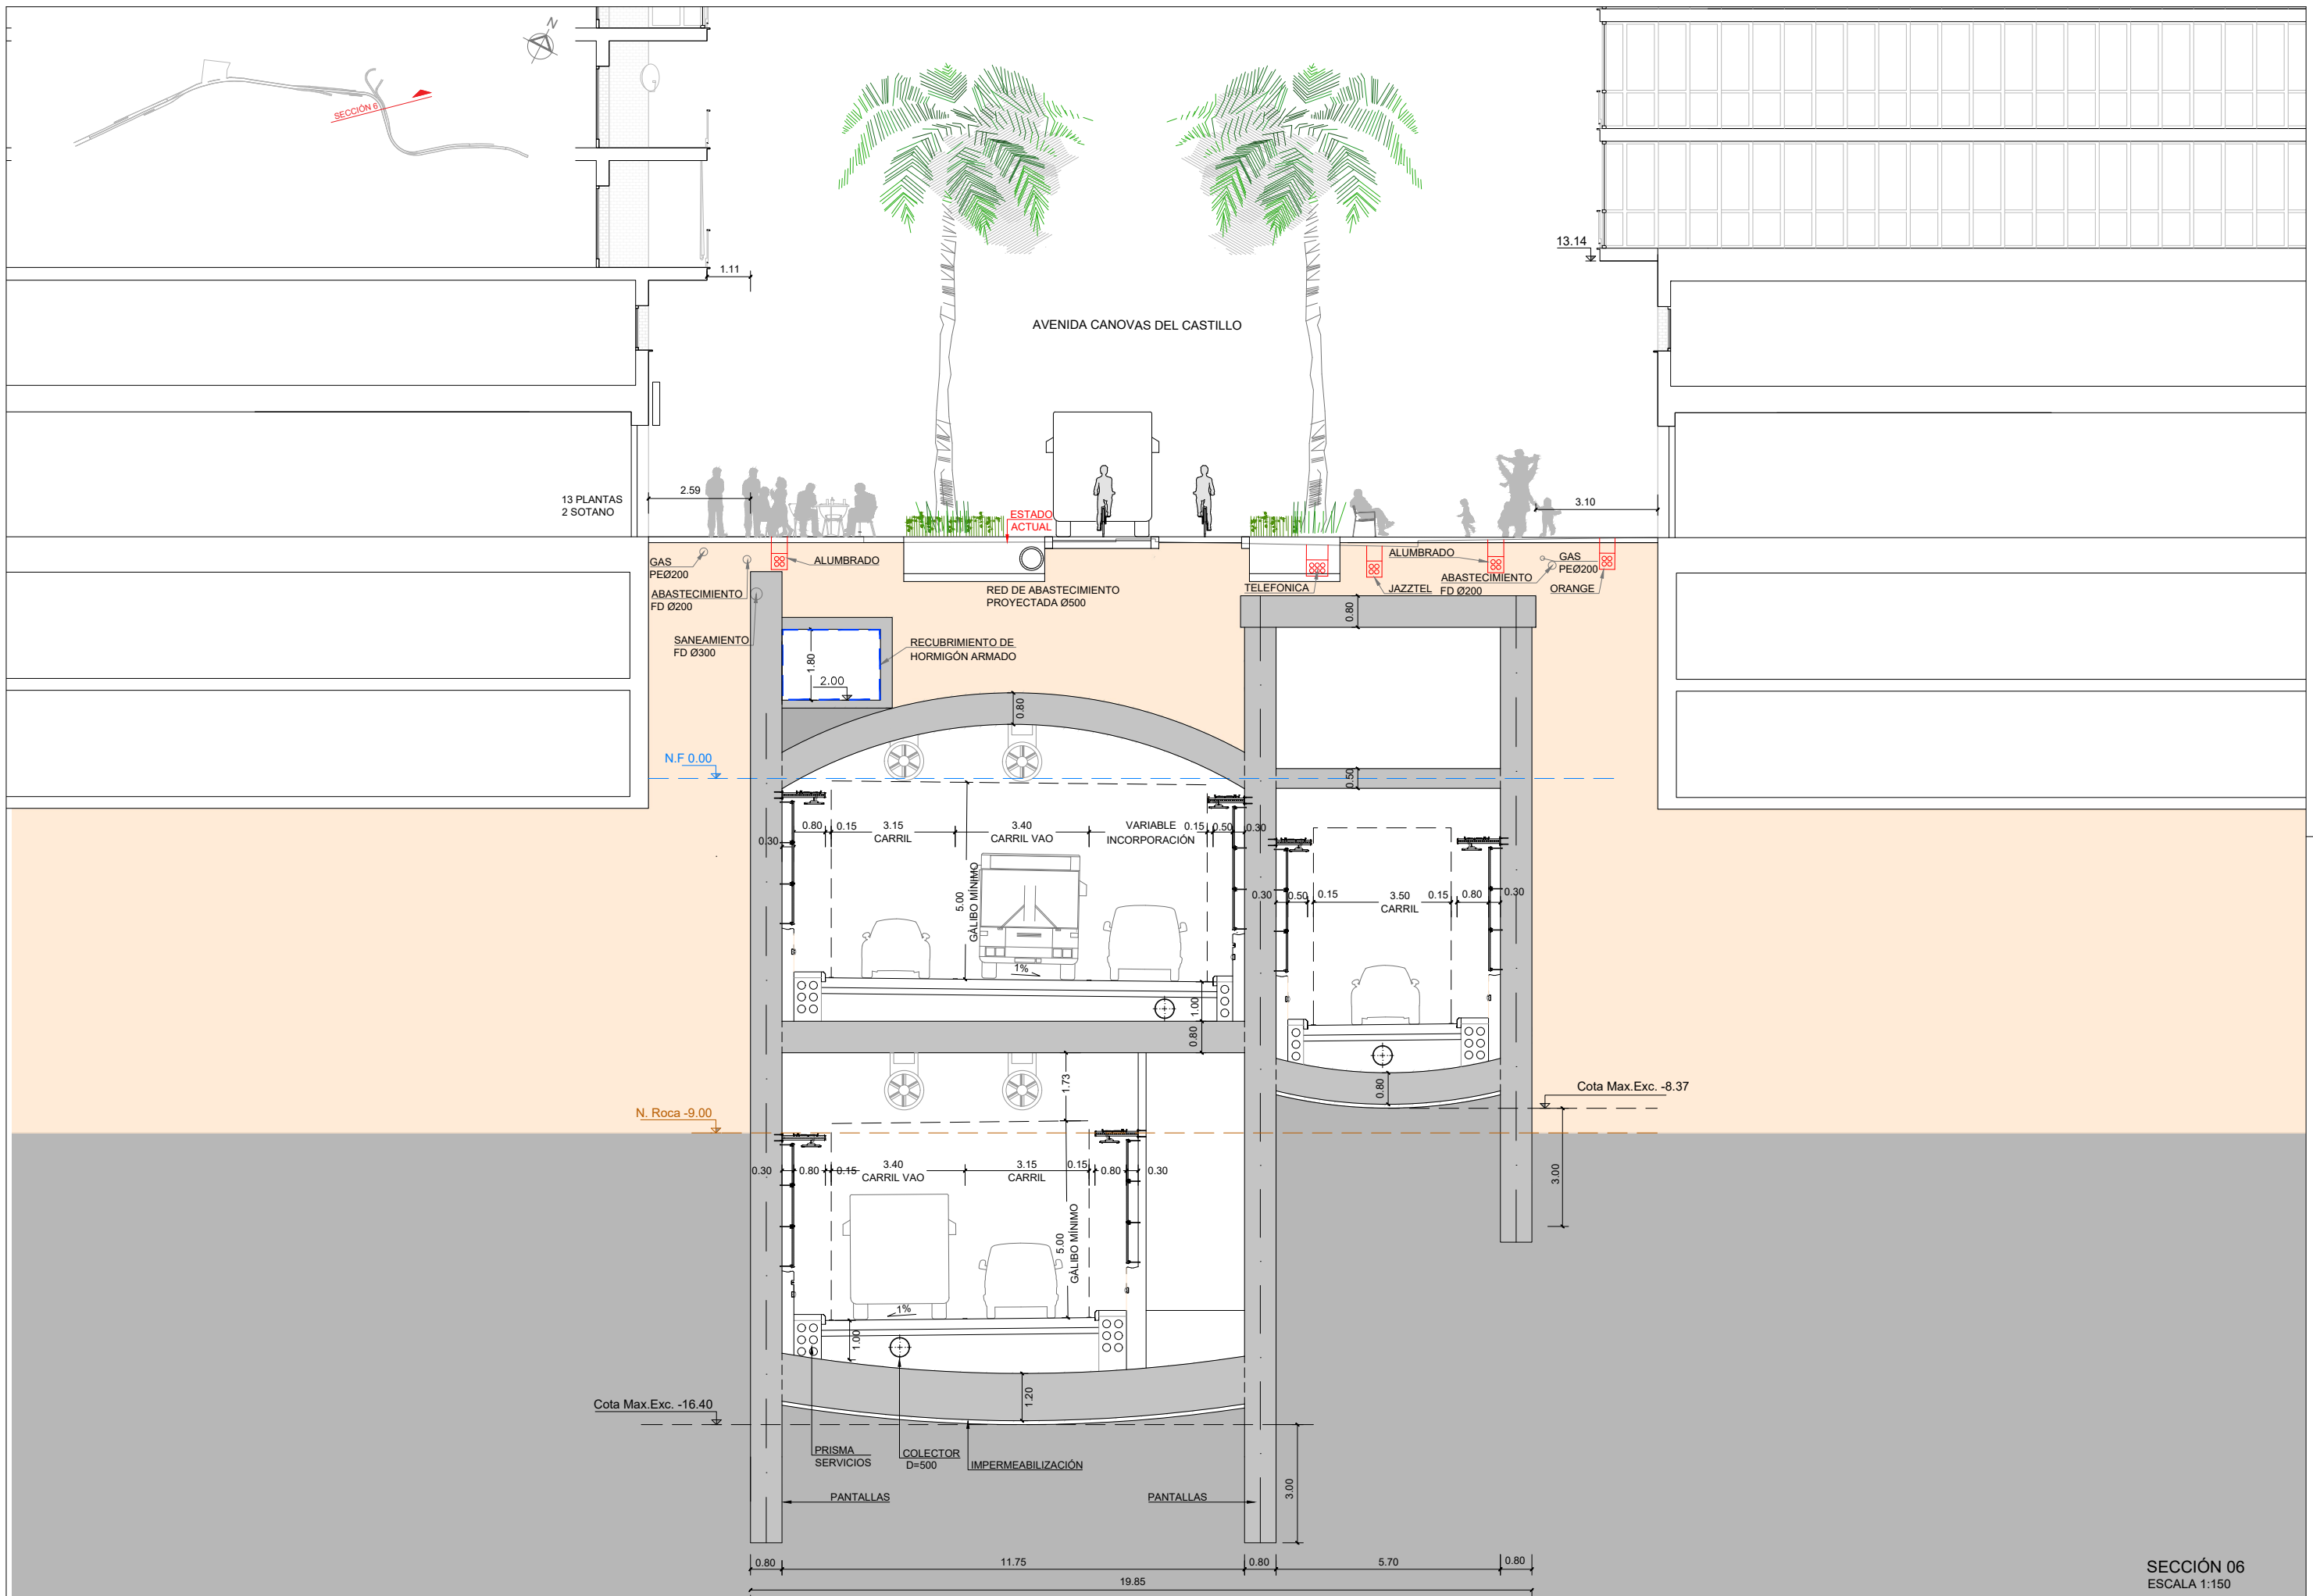 N
SECCIÓN 6
1.11
13.14
AVENIDA CANOVAS DEL CASTILLO
13 PLANTAS
2 SOTANO
2.59
3.10
ESTADO
ACTUAL
GAS
PEØ200
ALUMBRADO
ABASTECIMIENTO
FD Ø200
RED DE ABASTECIMIENTO
PROYECTADA Ø500
TELEFONICA
JAZZTEL
ALUMBRADO
ABASTECIMIENTO
FD Ø200
GAS
PEØ200
ORANGE
SANEAMIENTO
FD Ø300
RECUBRIMIENTO DE
HORMIGÓN ARMADO
1.80
2.00
0.80
0.80
N.F 0.00
0.50
0.30
0.80
0.15
3.15
CARRIL
3.40
CARRIL VAO
VARIABLE
INCORPORACIÓN
0.15
0.50
0.30
5.00
GÁLIBO MÍNIMO
1%
1.00
0.80
0.30
0.50
0.15
3.50
CARRIL
0.15
0.80
0.30
0.80
Cota Max.Exc. -8.37
3.00
N. Roca -9.00
1.73
0.30
0.80
0.15
3.40
CARRIL VAO
3.15
CARRIL
0.15
0.80
0.30
5.00
GÁLIBO MÍNIMO
1%
1.00
1.20
Cota Max.Exc. -16.40
PRISMA
SERVICIOS
COLECTOR
D=500
IMPERMEABILIZACIÓN
3.00
PANTALLAS
PANTALLAS
0.80
11.75
0.80
5.70
0.80
19.85
SECCIÓN 06
ESCALA 1:150